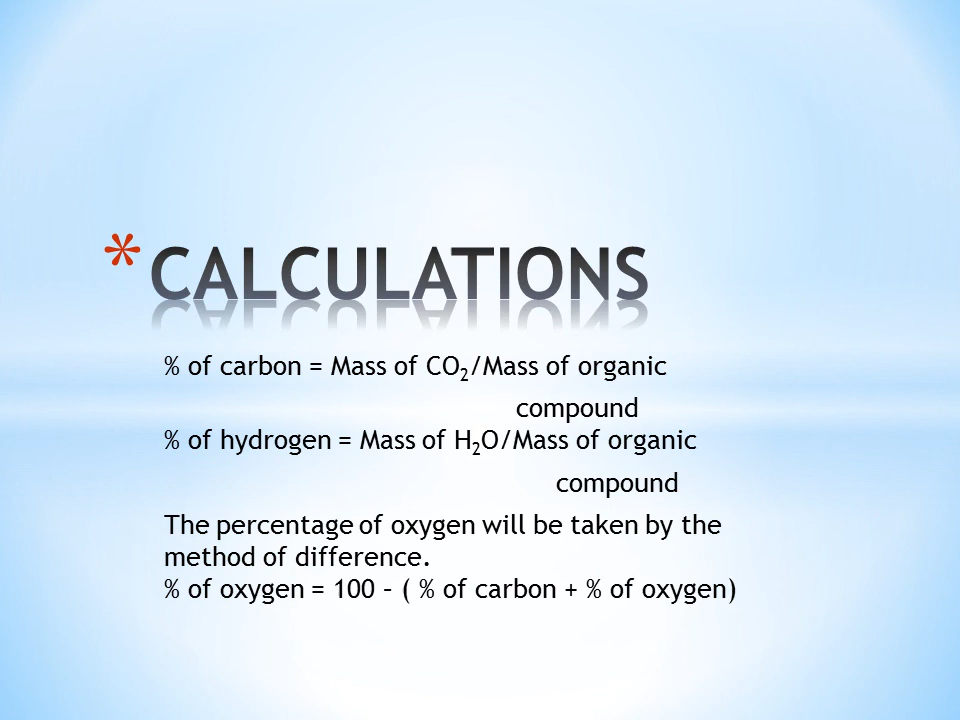 * CALCULATIONS
% of carbon = Mass of CO₂/Mass of organic
compound
% of hydrogen = Mass of H₂O/Mass of organic
compound
The percentage of oxygen will be taken by the
method of difference.
% of oxygen = 100 – ( % of carbon + % of oxygen)